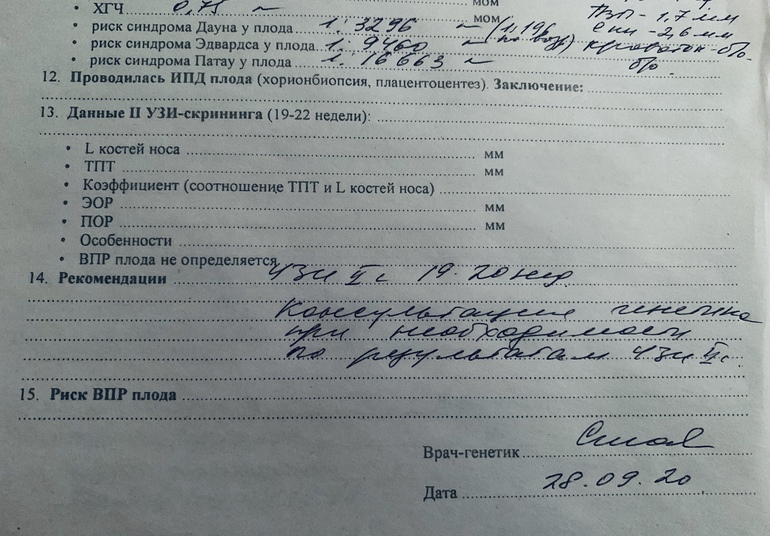 • ХГЧ 0,75 МОМ
• риск синдрома Дауна у плода 1:3296 (1:196
• риск синдрома Эдвардса у плода 1:9460 по возр)
• риск синдрома Патау у плода 1:16663
ТВП - 1,7 мм
6/о
12. Проводилась ИПД плода (хорионбиопсия, плацентоцентез). Заключение:
13. Данные II УЗИ-скрининга (19-22 недели):
• L костей носа мм
• ТПТ мм
• Коэффициент (соотношение ТПТ и L костей носа)
• ЭОР мм
• ПОР мм
• Особенности
• ВПР плода не определяется
14. Рекомендации УЗИ II с 19-20 нед.
Консультация генетика
при необходимости
по результатам УЗИ IIс.
15. Риск ВПР плода
Врач-генетик
Дата 28.09.20